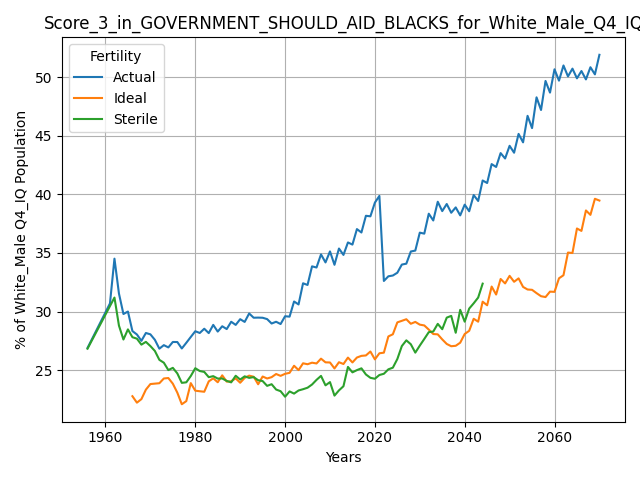 Score_3_in_GOVERNMENT_SHOULD_AID_BLACKS_for_White_Male_Q4_IQ
Fertility
Actual
Ideal
Sterile
% of White_Male Q4_IQ Population
50
45
40
35
30
25
1960 1980 2000 2020 2040 2060
Years